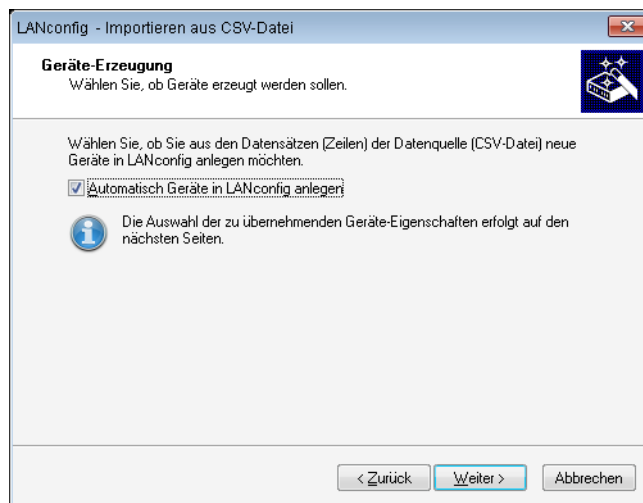 LANconfig - Importieren aus CSV-Datei
Geräte-Erzeugung
Wählen Sie, ob Geräte erzeugt werden sollen.
Wählen Sie, ob Sie aus den Datensätzen (Zeilen) der Datenquelle (CSV-Datei) neue
Geräte in LANconfig anlegen möchten.
Automatisch Geräte in LANconfig anlegen
Die Auswahl der zu übernehmenden Geräte-Eigenschaften erfolgt auf den
nächsten Seiten.
< Zurück Weiter > Abbrechen